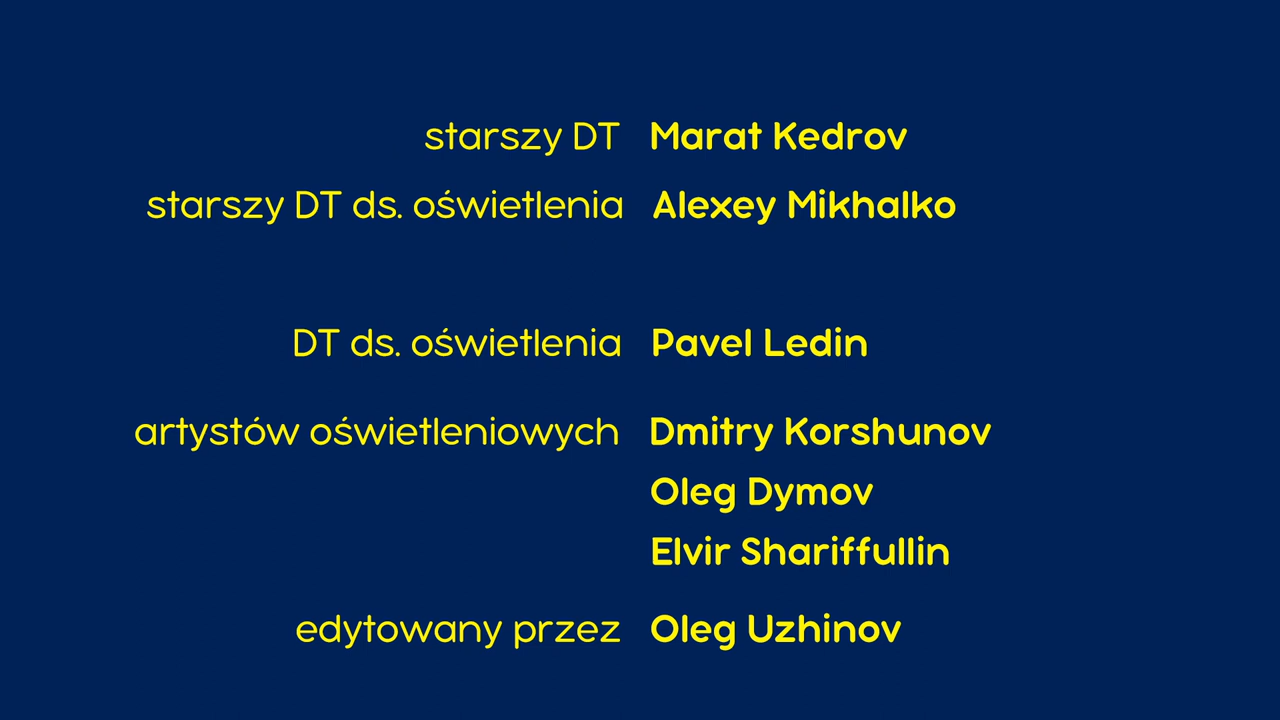 starszy DT Marat Kedrov
starszy DT ds. oświetlenia Alexey Mikhalko
DT ds. oświetlenia Pavel Ledin
artystów oświetleniowych Dmitry Korshunov
Oleg Dymov
Elvir Shariffullin
edytowany przez Oleg Uzhinov